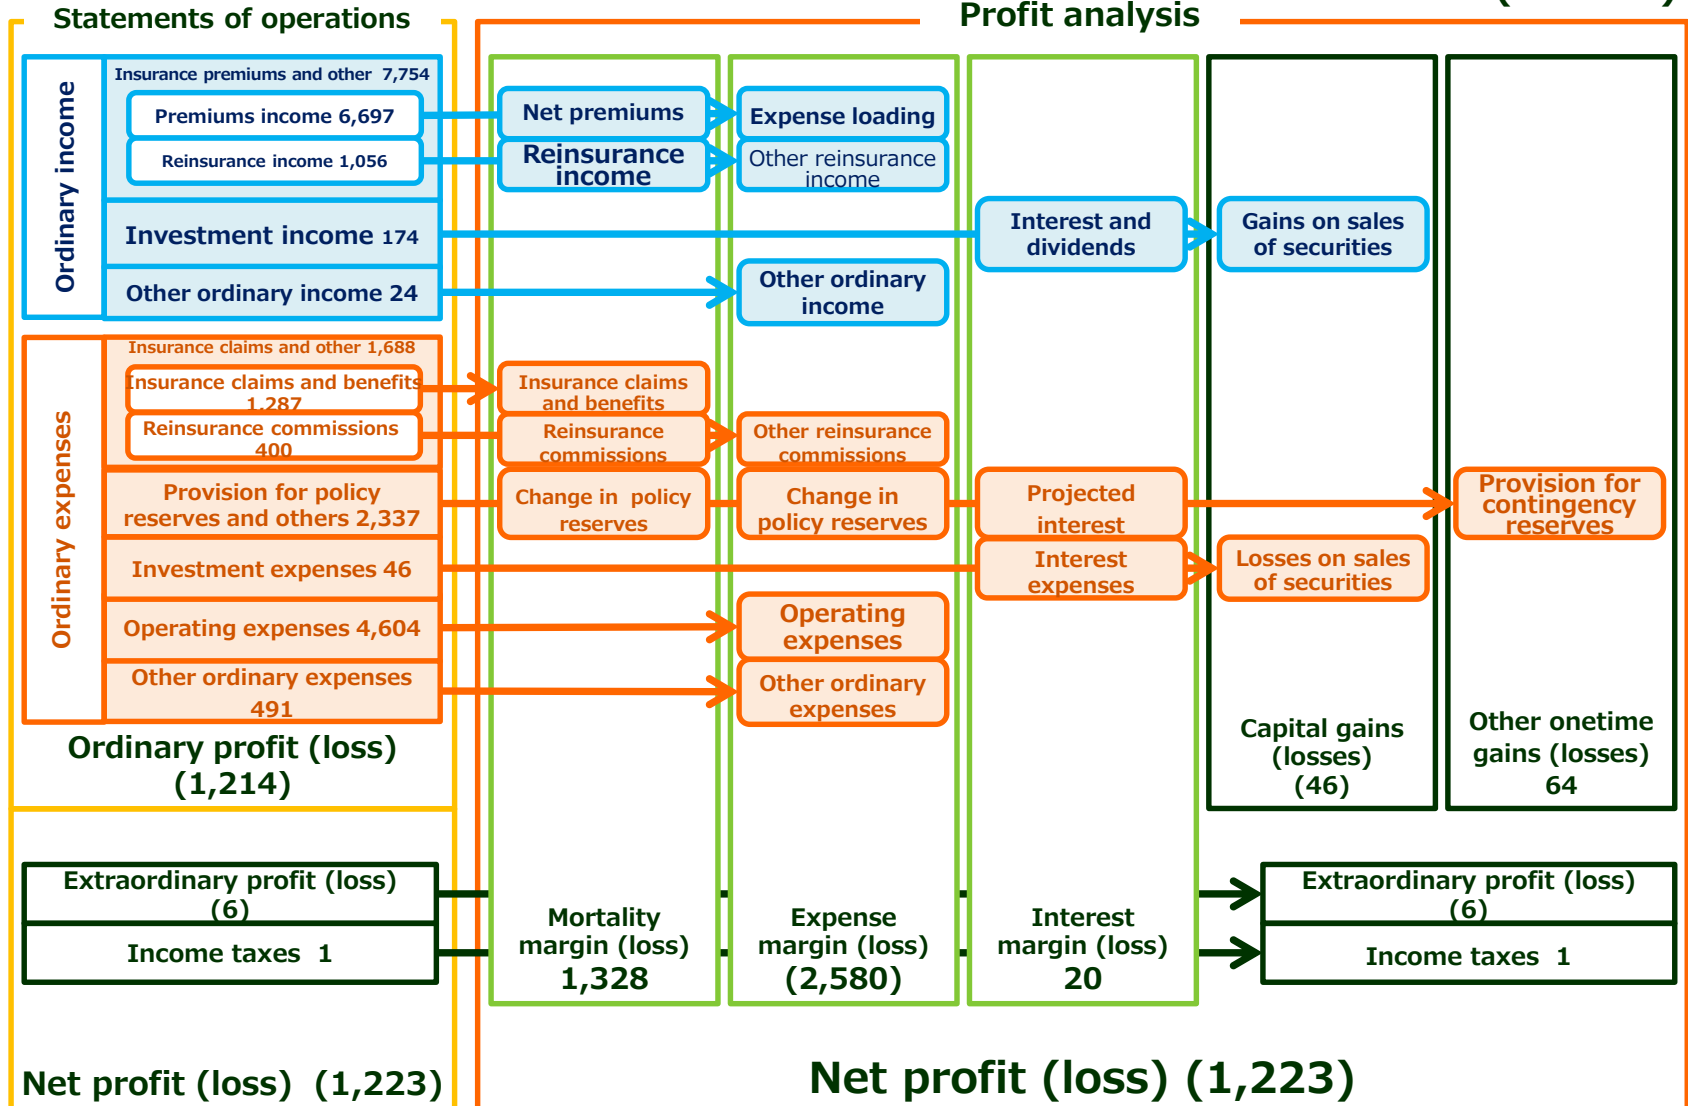 Statements of operations
Profit analysis
Ordinary income
Insurance premiums and other 7,754
Premiums income 6,697
Reinsurance income 1,056
Investment income 174
Other ordinary income 24
Net premiums
Expense loading
Reinsurance
income
Other reinsurance
income
Interest and
dividends
Gains on sales
of securities
Other ordinary
income
Ordinary expenses
Insurance claims and other 1,688
Insurance claims and benefits
1,287
Reinsurance commissions
400
Provision for policy
reserves and others 2,337
Investment expenses 46
Operating expenses 4,604
Other ordinary expenses
491
Insurance claims
and benefits
Reinsurance
commissions
Other reinsurance
commissions
Change in policy
reserves
Change in
policy reserves
Projected
interest
Provision for
contingency
reserves
Interest
expenses
Losses on sales
of securities
Operating
expenses
Other ordinary
expenses
Ordinary profit (loss)
(1,214)
Capital gains
(losses)
(46)
Other onetime
gains (losses)
64
Extraordinary profit (loss)
(6)
Income taxes 1
Mortality
margin (loss)
1,328
Expense
margin (loss)
(2,580)
Interest
margin (loss)
20
Extraordinary profit (loss)
(6)
Income taxes 1
Net profit (loss) (1,223)
Net profit (loss) (1,223)